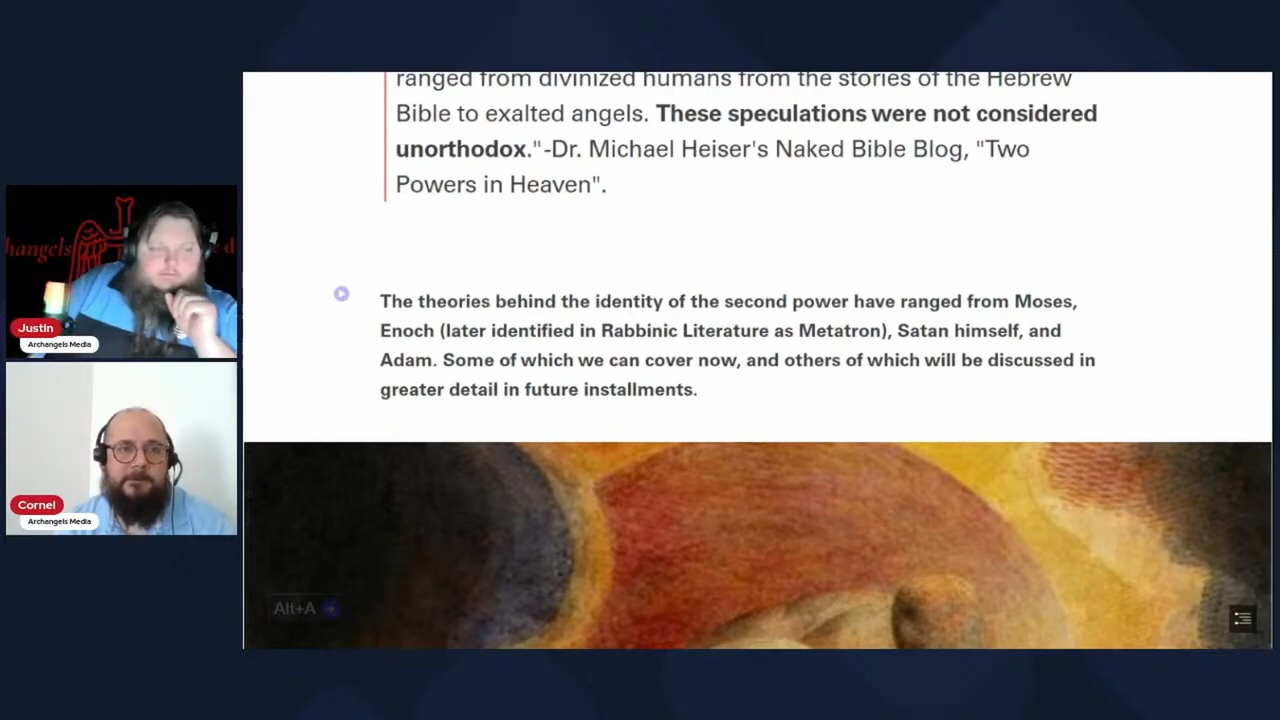 ranged from divinized humans from the stories of the Hebrew
Bible to exalted angels. These speculations were not considered
unorthodox."-Dr. Michael Heiser's Naked Bible Blog, "Two
Powers in Heaven".
hangels
d
Justin
Archangels Media
The theories behind the identity of the second power have ranged from Moses,
Enoch (later identified in Rabbinic Literature as Metatron), Satan himself, and
Adam. Some of which we can cover now, and others of which will be discussed in
greater detail in future installments.
Cornel
Archangels Media
Alt+A